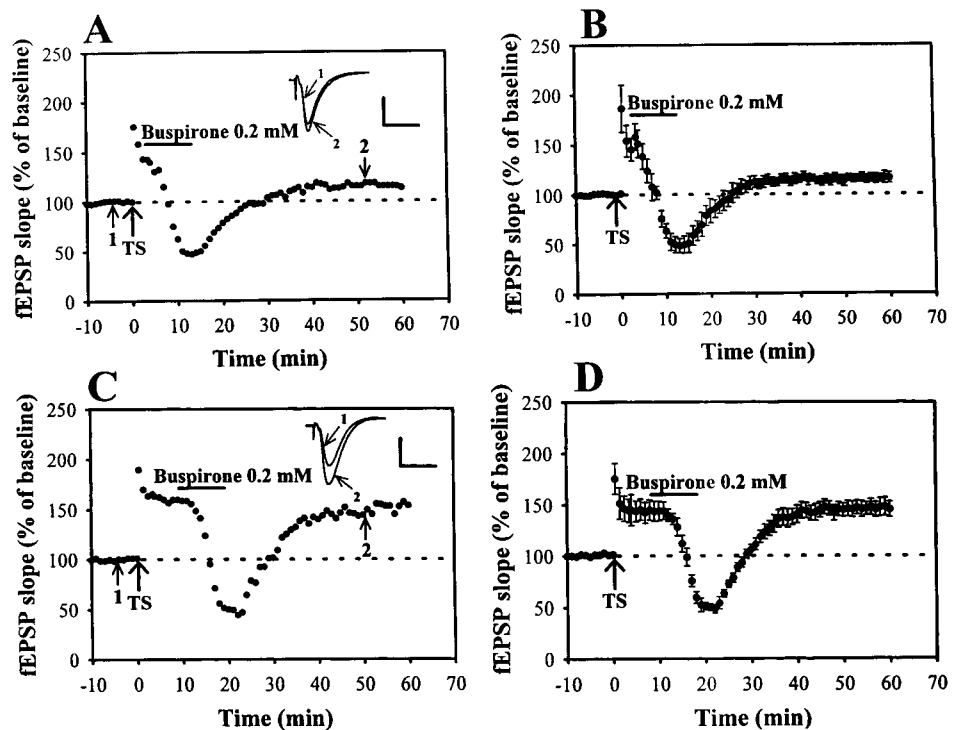 A
fEPSP slope (% of baseline)
250
200
150
100
50
0
Buspirone 0.2 mM
1
2
2
1
TS
-10 0 10 20 30 40 50 60 70
Time (min)
B
fEPSP slope (% of baseline)
250
200
150
100
50
0
Buspirone 0.2 mM
TS
-10 0 10 20 30 40 50 60 70
Time (min)
C
fEPSP slope (% of baseline)
250
200
150
100
50
0
Buspirone 0.2 mM
1
2
2
1
TS
-10 0 10 20 30 40 50 60 70
Time (min)
D
fEPSP slope (% of baseline)
250
200
150
100
50
0
Buspirone 0.2 mM
TS
-10 0 10 20 30 40 50 60 70
Time (min)